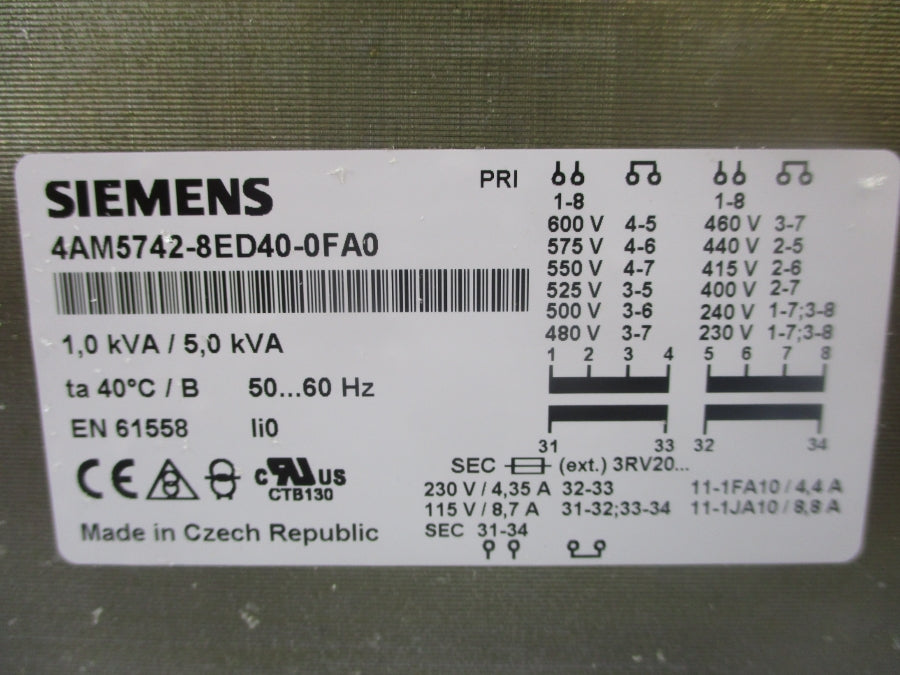 SIEMENS
4AM5742-8ED40-0FA0
1,0 kVA / 5,0 kVA
ta 40°C / B 50...60 Hz
EN 61558 Ii0
CE c RU US
CTB130
Made in Czech Republic
PRI
1-8 1-8
600 V 4-5 460 V 3-7
575 V 4-6 440 V 2-5
550 V 4-7 415 V 2-6
525 V 3-5 400 V 2-7
500 V 3-6 240 V 1-7;3-8
480 V 3-7 230 V 1-7;3-8
1 2 3 4 5 6 7 8
31 33 32 34
SEC (ext.) 3RV20...
230 V / 4,35 A 32-33 11-1FA10 / 4,4 A
115 V / 8,7 A 31-32;33-34 11-1JA10 / 8,8 A
SEC 31-34